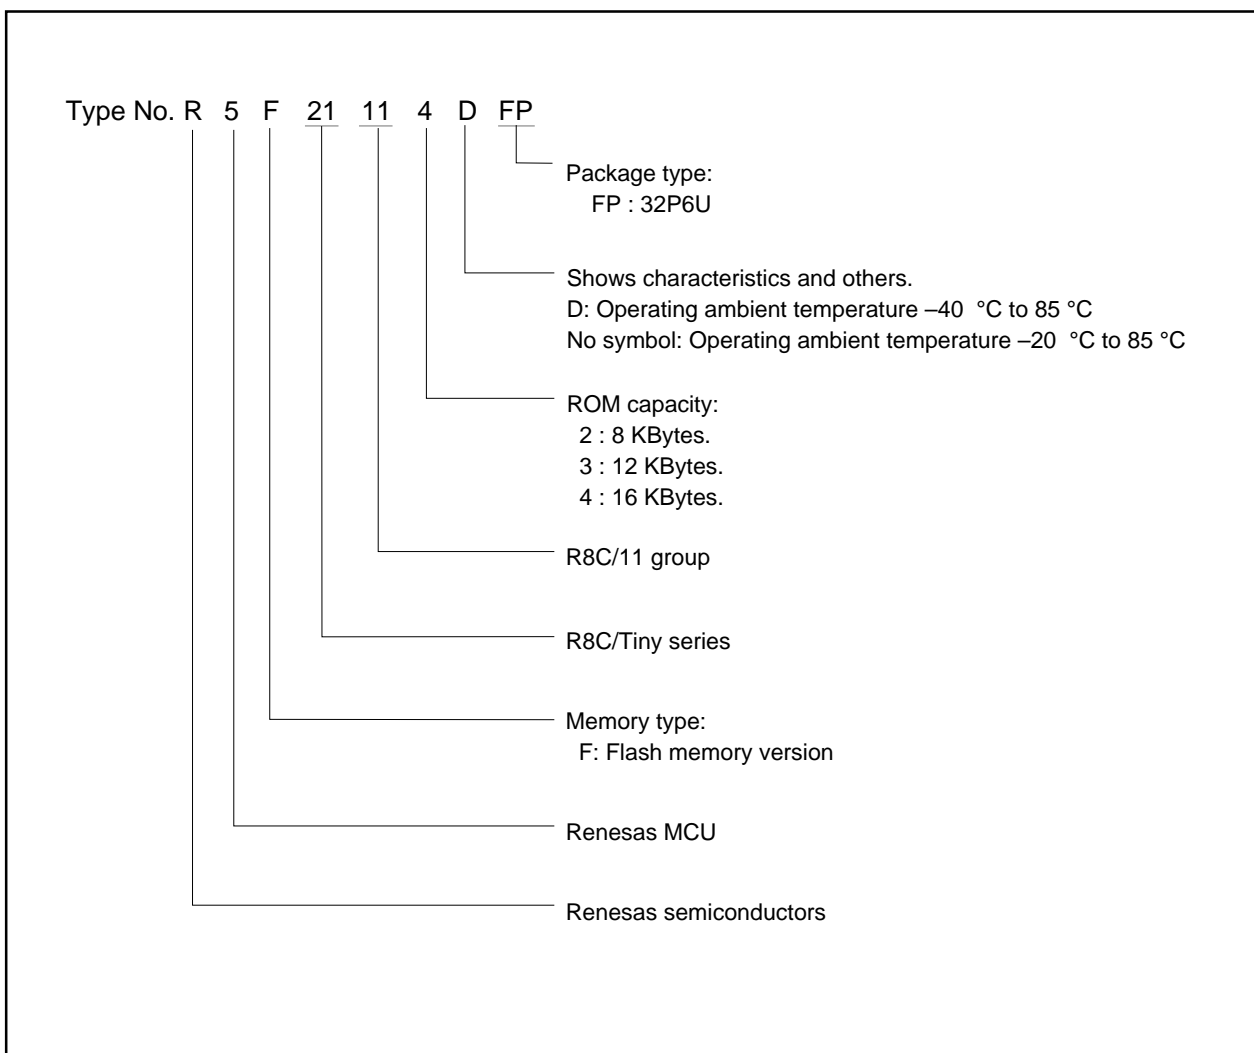 Type No. R 5 F 21 11 4 D FP
Package type:
FP : 32P6U
Shows characteristics and others.
D: Operating ambient temperature –40 °C to 85 °C
No symbol: Operating ambient temperature –20 °C to 85 °C
ROM capacity:
2 : 8 KBytes.
3 : 12 KBytes.
4 : 16 KBytes.
R8C/11 group
R8C/Tiny series
Memory type:
F: Flash memory version
Renesas MCU
Renesas semiconductors